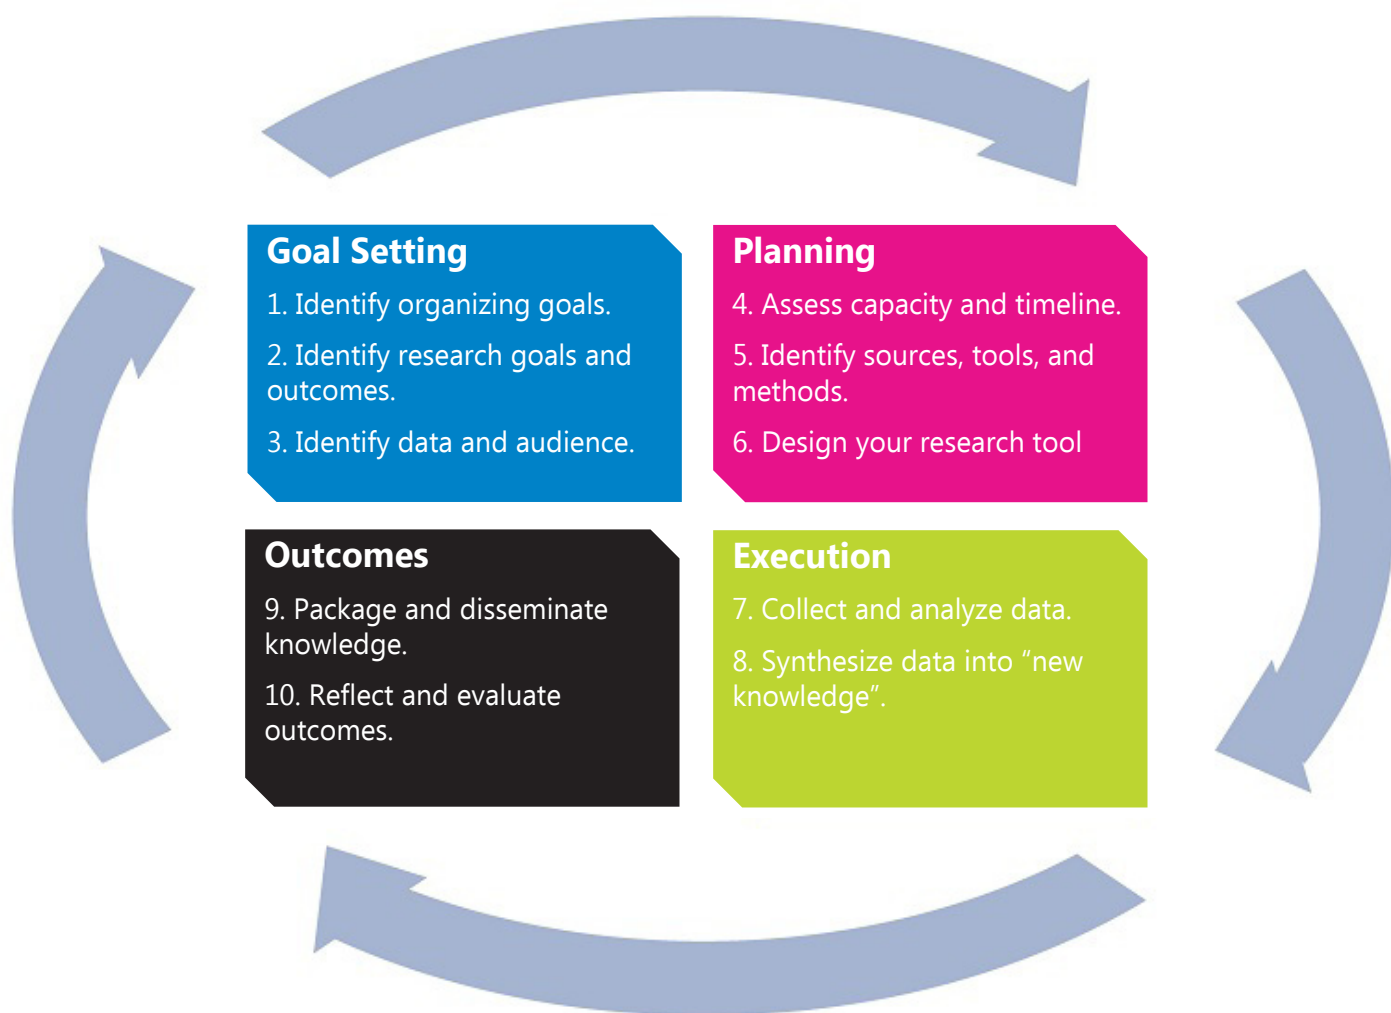 Goal Setting
1. Identify organizing goals.
2. Identify research goals and
outcomes.
3. Identify data and audience.
Planning
4. Assess capacity and timeline.
5. Identify sources, tools, and
methods.
6. Design your research tool
Outcomes
9. Package and disseminate
knowledge.
10. Reflect and evaluate
outcomes.
Execution
7. Collect and analyze data.
8. Synthesize data into “new
knowledge”.